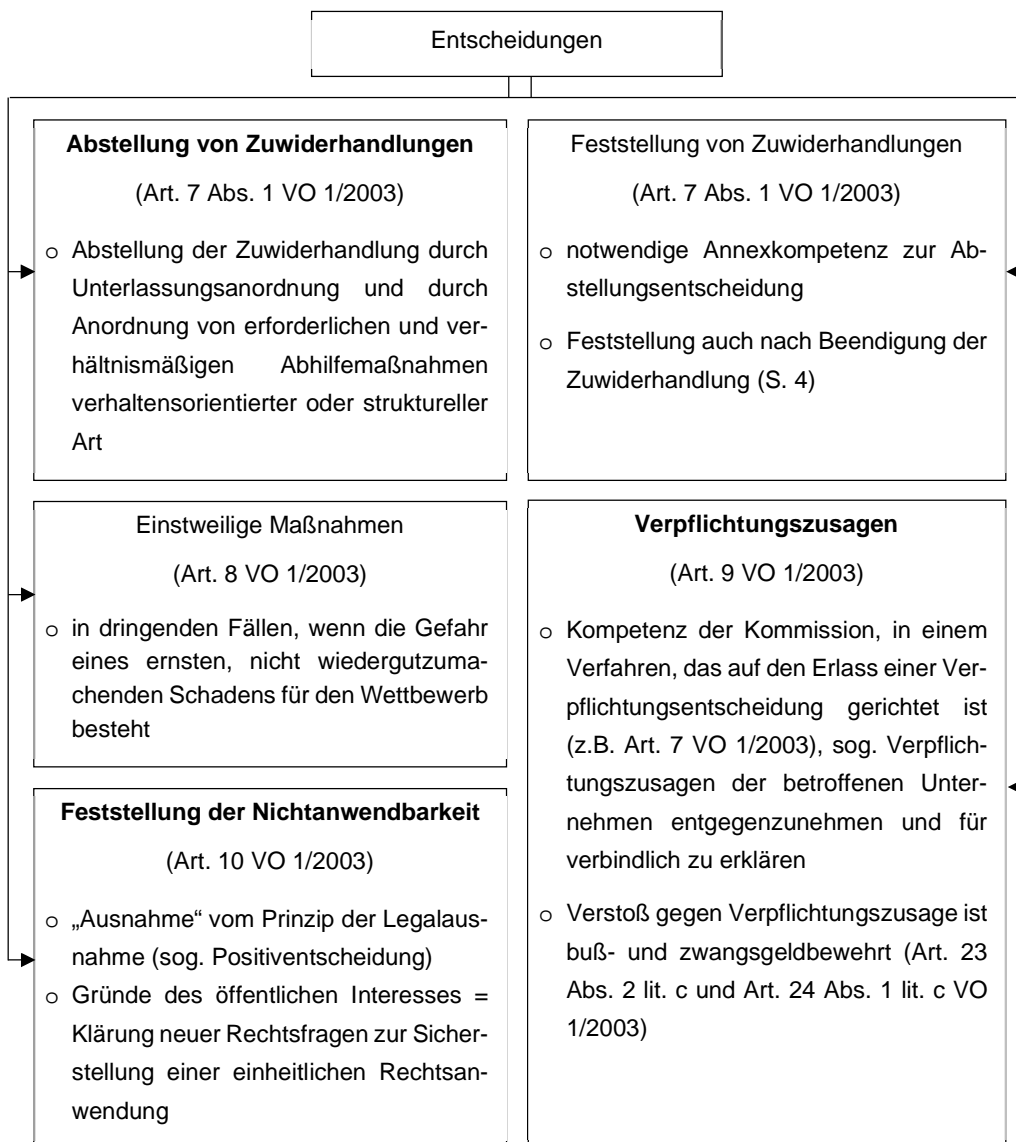 Entscheidungen
Abstellung von Zuwiderhandlungen
(Art. 7 Abs. 1 VO 1/2003)
o Abstellung der Zuwiderhandlung durch
Unterlassungsanordnung und durch
Anordnung von erforderlichen und ver-
hältnismäßigen Abhilfemaßnahmen
verhaltensorientierter oder struktureller
Art
Feststellung von Zuwiderhandlungen
(Art. 7 Abs. 1 VO 1/2003)
o notwendige Annexkompetenz zur Ab-
stellungsentscheidung
o Feststellung auch nach Beendigung der
Zuwiderhandlung (S. 4)
Einstweilige Maßnahmen
(Art. 8 VO 1/2003)
o in dringenden Fällen, wenn die Gefahr
eines ernsten, nicht wiedergutzuma-
chenden Schadens für den Wettbewerb
besteht
Verpflichtungszusagen
(Art. 9 VO 1/2003)
o Kompetenz der Kommission, in einem
Verfahren, das auf den Erlass einer Ver-
pflichtungsentscheidung gerichtet ist
(z.B. Art. 7 VO 1/2003), sog. Verpflich-
tungszusagen der betroffenen Unter-
nehmen entgegenzunehmen und für
verbindlich zu erklären
o Verstoß gegen Verpflichtungszusage ist
buß- und zwangsgeldbewehrt (Art. 23
Abs. 2 lit. c und Art. 24 Abs. 1 lit. c VO
1/2003)
Feststellung der Nichtanwendbarkeit
(Art. 10 VO 1/2003)
o „Ausnahme“ vom Prinzip der Legalaus-
nahme (sog. Positiventscheidung)
o Gründe des öffentlichen Interesses =
Klärung neuer Rechtsfragen zur Sicher-
stellung einer einheitlichen Rechtsan-
wendung